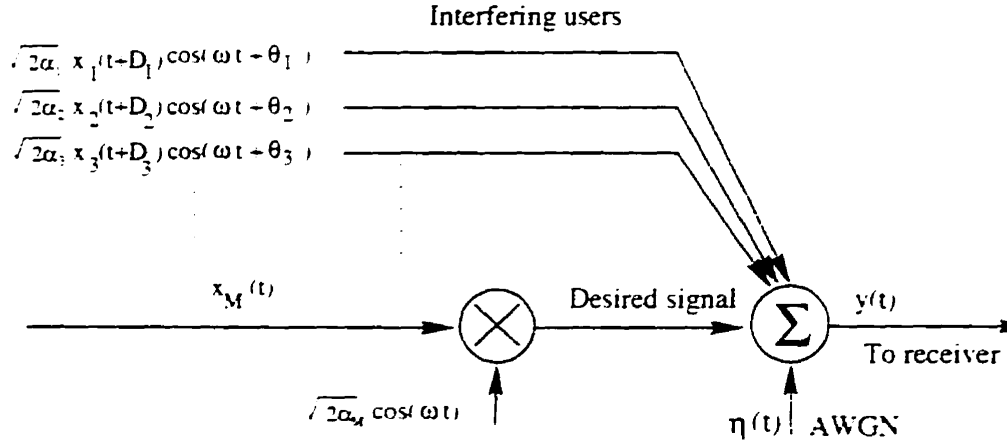 Interfering users
√2α₁ x₁(t+D₁) cos(ωt+θ₁)
√2α₂ x₂(t+D₂) cos(ωt+θ₂)
√2α₃ x₃(t+D₃) cos(ωt+θ₃)
x_M(t)
Desired signal
Σ
y(t)
To receiver
√2α_M cos(ωt)
η(t) AWGN